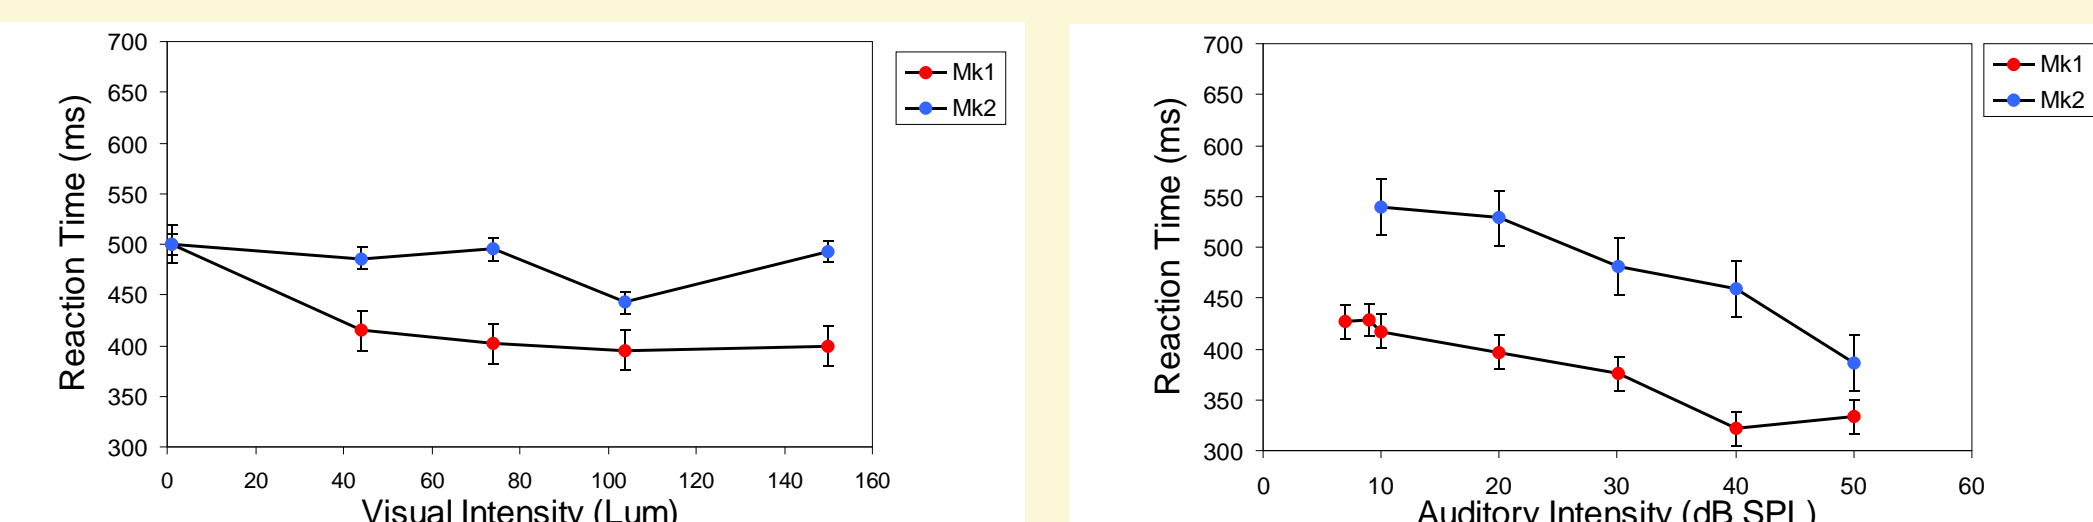 700
650
600
550
500
450
400
350
300
Reaction Time (ms)
0 20 40 60 80 100 120 140 160
Visual Intensity (Lum)
Mk1
Mk2
700
650
600
550
500
450
400
350
300
Reaction Time (ms)
0 10 20 30 40 50 60
Auditory Intensity (dB SPL)
Mk1
Mk2